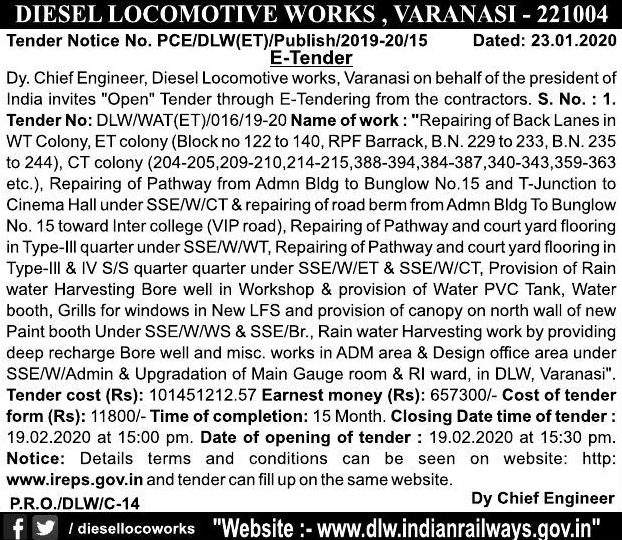 DIESEL LOCOMOTIVE WORKS , VARANASI - 221004
Tender Notice No. PCE/DLW(ET)/Publish/2019-20/15 Dated: 23.01.2020
E-Tender
Dy. Chief Engineer, Diesel Locomotive works, Varanasi on behalf of the president of
India invites "Open" Tender through E-Tendering from the contractors. S. No. : 1.
Tender No: DLW/WAT(ET)/016/19-20 Name of work : "Repairing of Back Lanes in
WT Colony, ET colony (Block no 122 to 140, RPF Barrack, B.N. 229 to 233, B.N. 235
to 244), CT colony (204-205,209-210,214-215,388-394,384-387,340-343,359-363
etc.), Repairing of Pathway from Admn Bldg to Bunglow No.15 and T-Junction to
Cinema Hall under SSE/W/CT & repairing of road berm from Admn Bldg To Bunglow
No. 15 toward Inter college (VIP road), Repairing of Pathway and court yard flooring
in Type-III quarter under SSE/W/WT, Repairing of Pathway and court yard flooring in
Type-III & IV S/S quarter quarter under SSE/W/ET & SSE/W/CT, Provision of Rain
water Harvesting Bore well in Workshop & provision of Water PVC Tank, Water
booth, Grills for windows in New LFS and provision of canopy on north wall of new
Paint booth Under SSE/W/WS & SSE/Br., Rain water Harvesting work by providing
deep recharge Bore well and misc. works in ADM area & Design office area under
SSE/W/Admin & Upgradation of Main Gauge room & RI ward, in DLW, Varanasi".
Tender cost (Rs): 101451212.57 Earnest money (Rs): 657300/- Cost of tender
form (Rs): 11800/- Time of completion: 15 Month. Closing Date time of tender :
19.02.2020 at 15:00 pm. Date of opening of tender : 19.02.2020 at 15:30 pm.
Notice: Details terms and conditions can be seen on website: http:
www.ireps.gov.in and tender can fill up on the same website.
P.R.O./DLW/C-14 Dy Chief Engineer
f / diesellocoworks "Website :- www.dlw.indianrailways.gov.in"